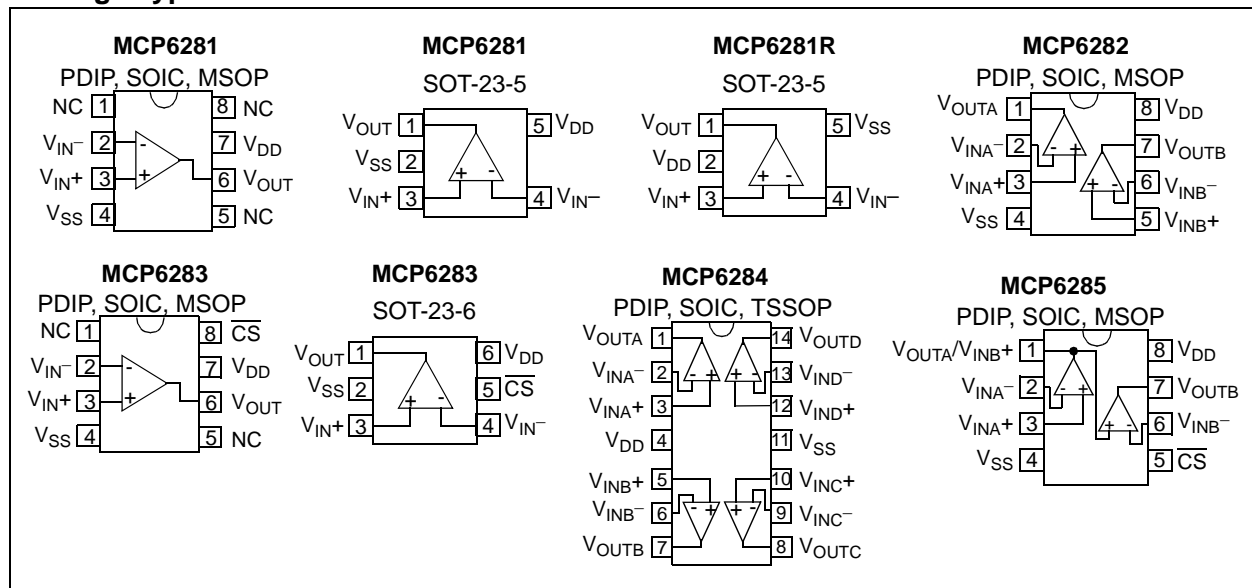 MCP6281
PDIP, SOIC, MSOP
NC 1
8 NC
VIN– 2
7 VDD
VIN+ 3
6 VOUT
VSS 4
5 NC
- +
MCP6281
SOT-23-5
VOUT 1
5 VDD
VSS 2
VIN+ 3
4 VIN–
+ -
MCP6281R
SOT-23-5
VOUT 1
5 VSS
VDD 2
VIN+ 3
4 VIN–
+ -
MCP6282
PDIP, SOIC, MSOP
VOUTA 1
8 VDD
VINA– 2
7 VOUTB
VINA+ 3
6 VINB–
VSS 4
5 VINB+
- +
+ -
MCP6283
PDIP, SOIC, MSOP
NC 1
8 CS
VIN– 2
7 VDD
VIN+ 3
6 VOUT
VSS 4
5 NC
- +
MCP6283
SOT-23-6
VOUT 1
6 VDD
VSS 2
5 CS
VIN+ 3
4 VIN–
+ -
MCP6284
PDIP, SOIC, TSSOP
VOUTA 1
14 VOUTD
VINA– 2
13 VIND–
VINA+ 3
12 VIND+
VDD 4
11 VSS
VINB+ 5
10 VINC+
VINB– 6
9 VINC–
VOUTB 7
8 VOUTC
- +
+ -
- +
+ -
MCP6285
PDIP, SOIC, MSOP
VOUTA/VINB+ 1
8 VDD
VINA– 2
7 VOUTB
VINA+ 3
6 VINB–
VSS 4
5 CS
- +
+ -